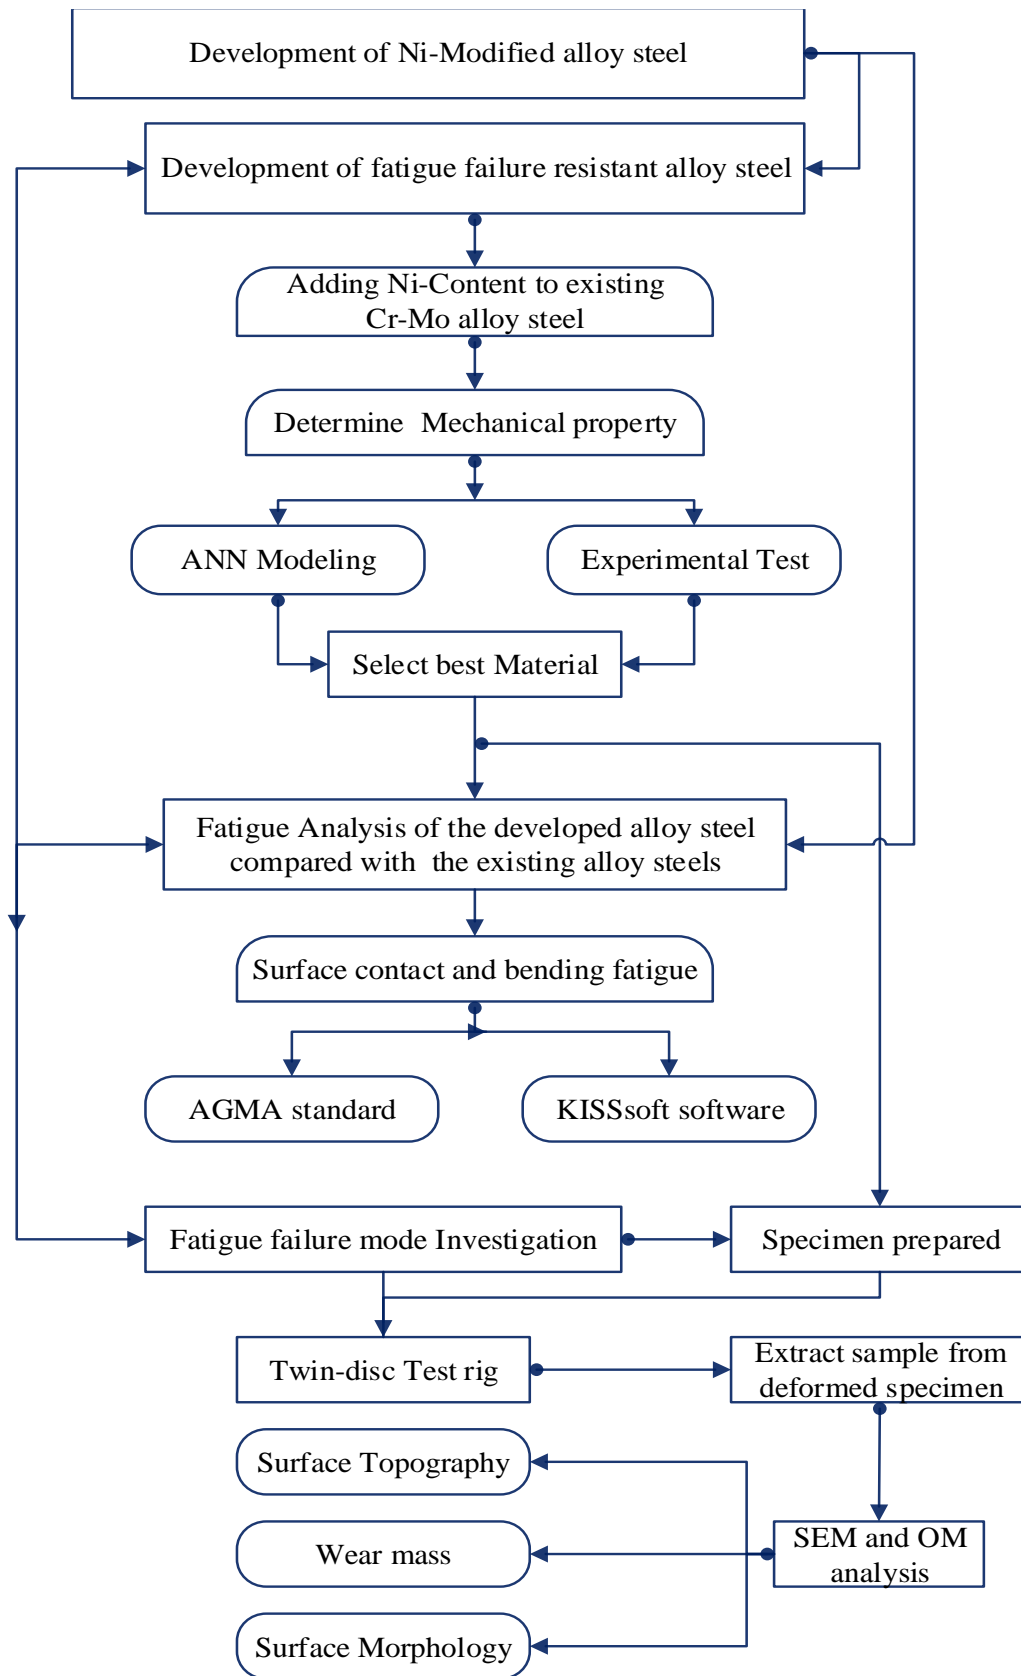 Development of Ni-Modified alloy steel
Development of fatigue failure resistant alloy steel
Adding Ni-Content to existing
Cr-Mo alloy steel
Determine Mechanical property
ANN Modeling
Experimental Test
Select best Material
Fatigue Analysis of the developed alloy steel
compared with the existing alloy steels
Surface contact and bending fatigue
AGMA standard
KISSsoft software
Fatigue failure mode Investigation
Specimen prepared
Twin-disc Test rig
Extract sample from
deformed specimen
Surface Topography
Wear mass
SEM and OM
analysis
Surface Morphology